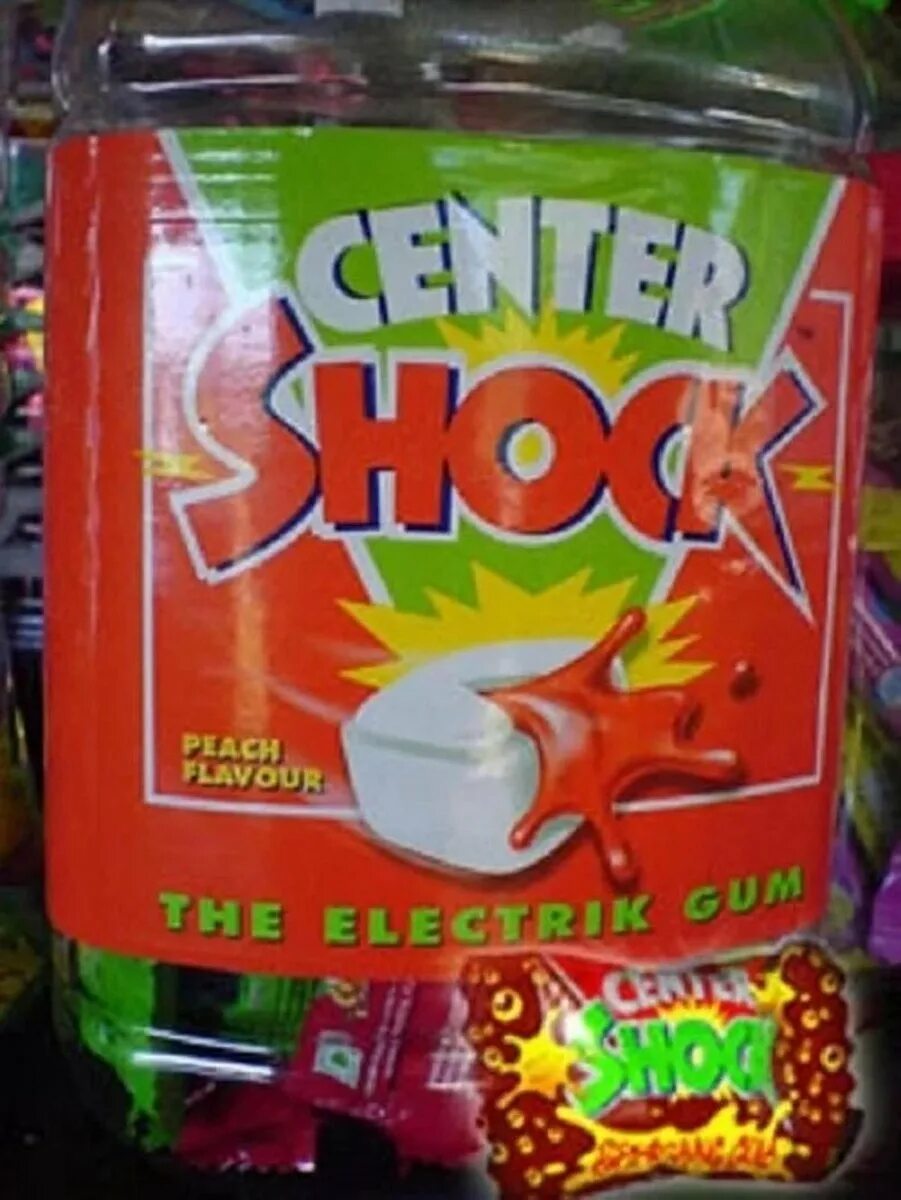 CENTER
SHOCK
PEACH
FLAVOUR
THE ELECTRIK GUM
CENTER
SHOCK